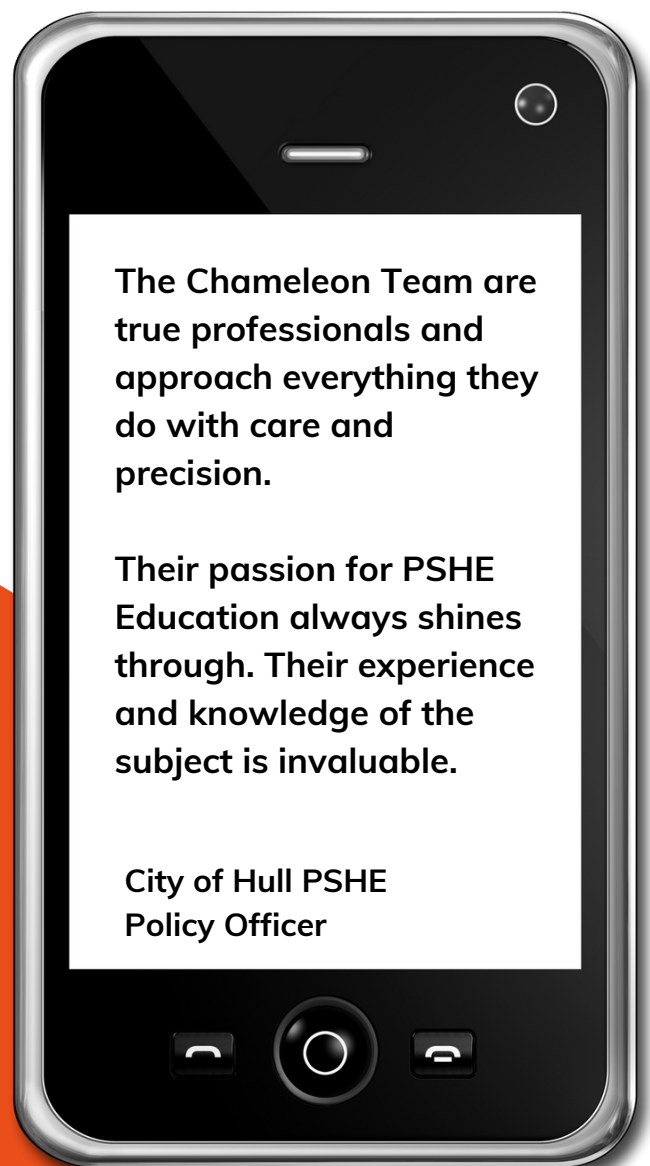 The Chameleon Team are
true professionals and
approach everything they
do with care and
precision.
Their passion for PSHE
Education always shines
through. Their experience
and knowledge of the
subject is invaluable.
City of Hull PSHE
Policy Officer